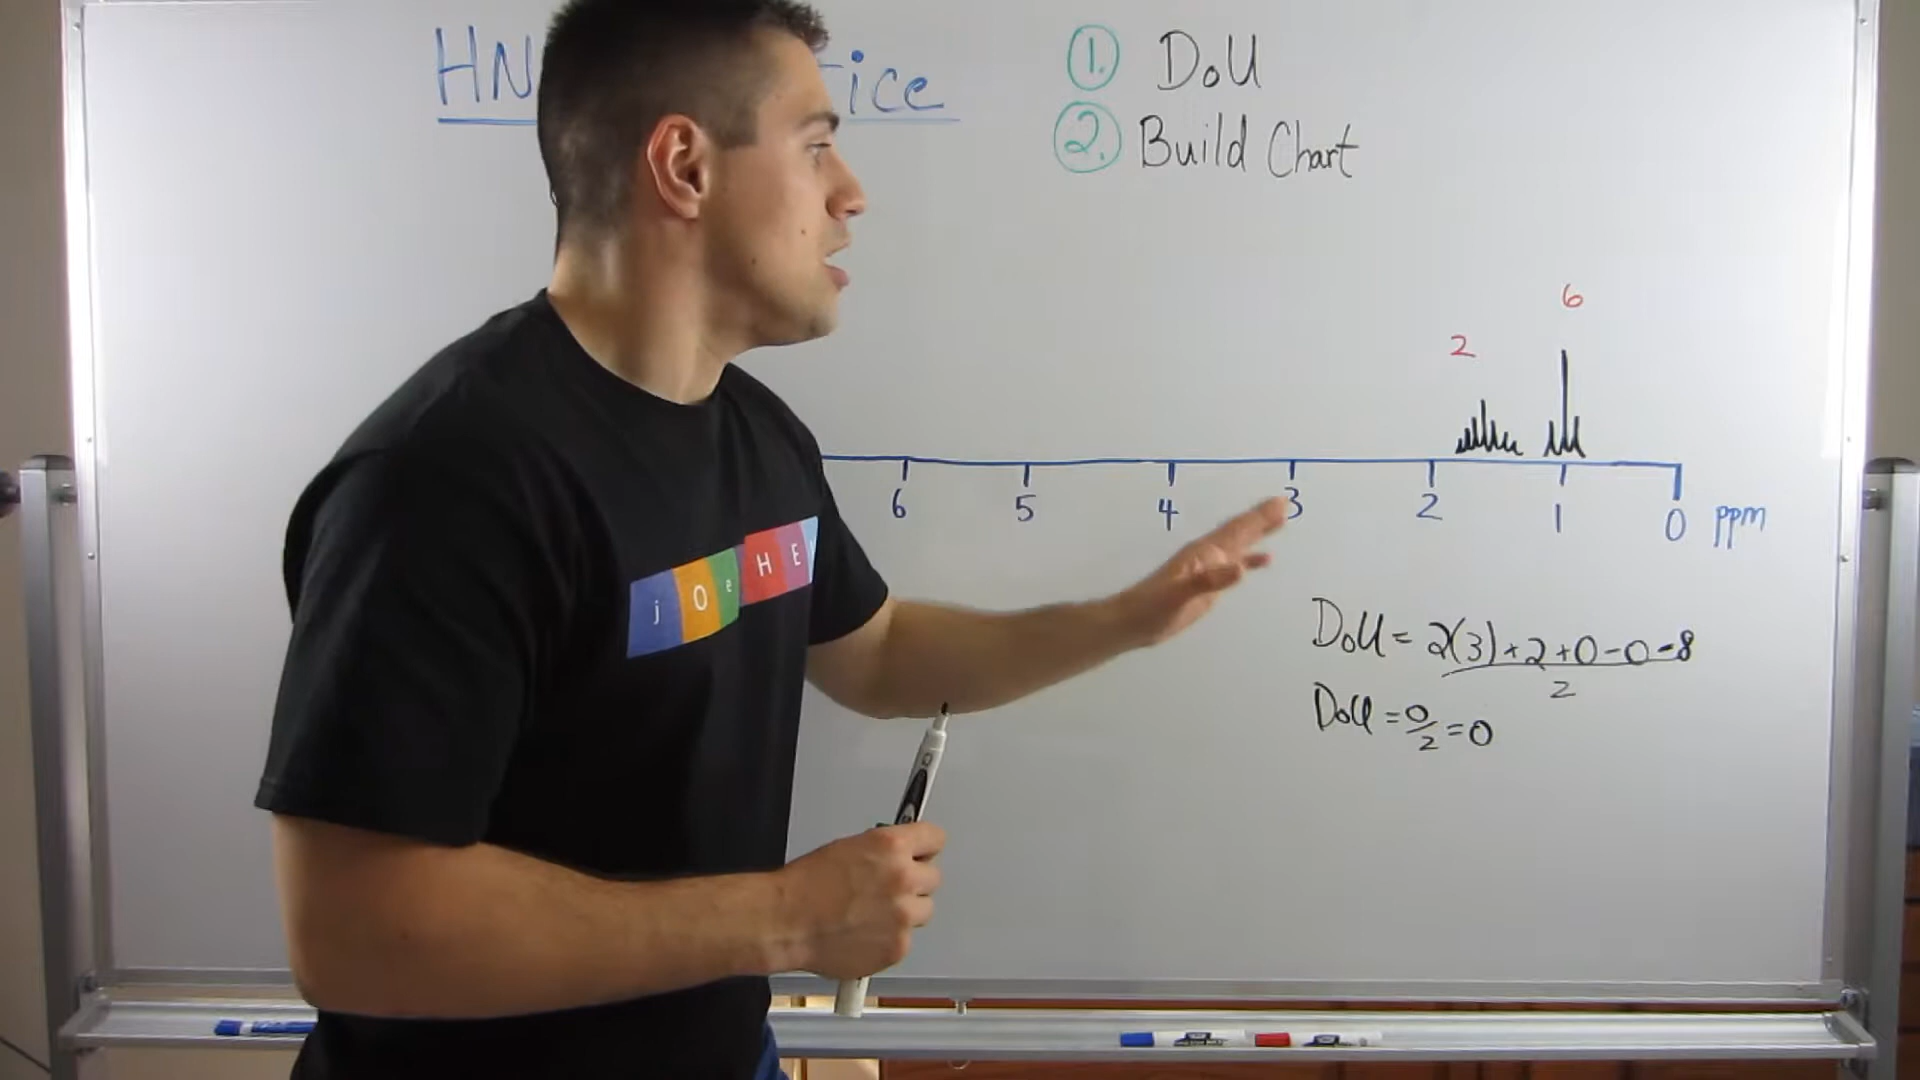 HN ice
1. DoU
2. Build Chart
6
2
6 5 4 3 2 1 0 ppm
jOeHE
DoU = 2(3)+2+0-0-8
2
DoU = 0/2 = 0